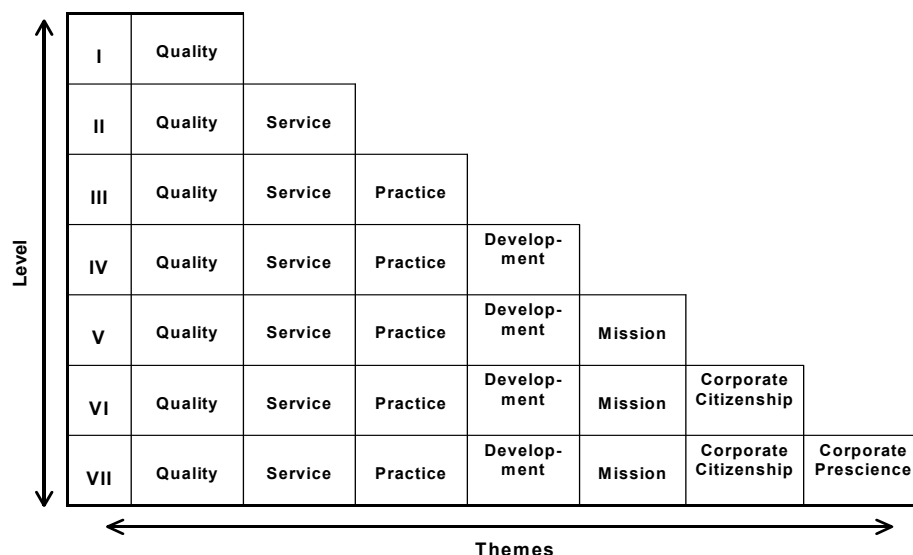 I Quality
II Quality Service
III Quality Service Practice
Level
IV Quality Service Practice Develop-
ment
V Quality Service Practice Develop-
ment Mission
VI Quality Service Practice Develop-
ment Mission Corporate
Citizenship
VII Quality Service Practice Develop-
ment Mission Corporate
Citizenship Corporate
Prescience
Themes